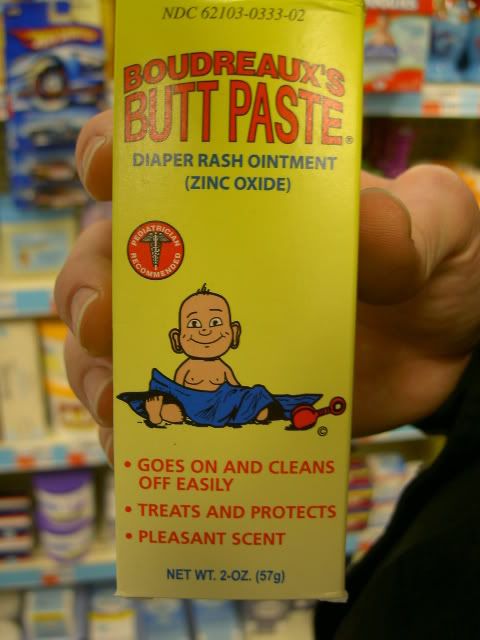 NDC 62103-0333-02
BOUDREAUX'S
BUTT PASTE®
DIAPER RASH OINTMENT
(ZINC OXIDE)
PEDIATRICIAN
RECOMMENDED
©
• GOES ON AND CLEANS
OFF EASILY
• TREATS AND PROTECTS
• PLEASANT SCENT
NET WT. 2-OZ. (57g)